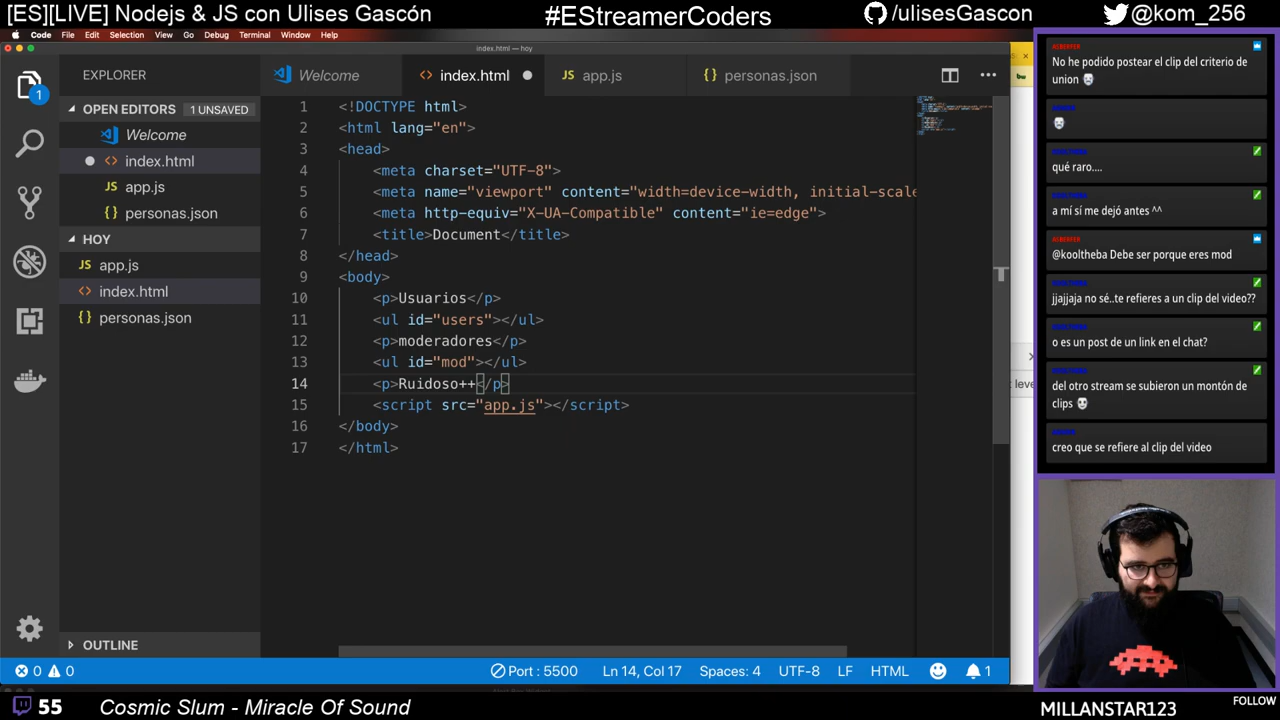 [ES][LIVE] Nodejs & JS con Ulises Gascón
#EStreamerCoders
/ulisesGascon
@kom_256
Code File Edit Selection View Go Debug Terminal Window Help
index.html — hoy
EXPLORER
Welcome
index.html
app.js
personas.json
OPEN EDITORS 1 UNSAVED
1
Welcome
index.html
app.js
personas.json
HOY
app.js
index.html
personas.json
OUTLINE
1 <!DOCTYPE html>
2 <html lang="en">
3 <head>
4 <meta charset="UTF-8">
5 <meta name="viewport" content="width=device-width, initial-scale
6 <meta http-equiv="X-UA-Compatible" content="ie=edge">
7 <title>Document</title>
8 </head>
9 <body>
10 <p>Usuarios</p>
11 <ul id="users"></ul>
12 <p>moderadores</p>
13 <ul id="mod"></ul>
14 <p>Ruidoso++</p>
15 <script src="app.js"></script>
16 </body>
17 </html>
0 0
Port : 5500
Ln 14, Col 17
Spaces: 4
UTF-8
LF
HTML
1
t leve
No he podido postear el clip del criterio de
union
qué raro....
a mí sí me dejó antes ^^
@kooltheba Debe ser porque eres mod
jjajjaja no sé..te refieres a un clip del video??
o es un post de un link en el chat?
del otro stream se subieron un montón de
clips
creo que se refiere al clip del video
55
Cosmic Slum - Miracle Of Sound
MILLANSTAR123
FOLLOW